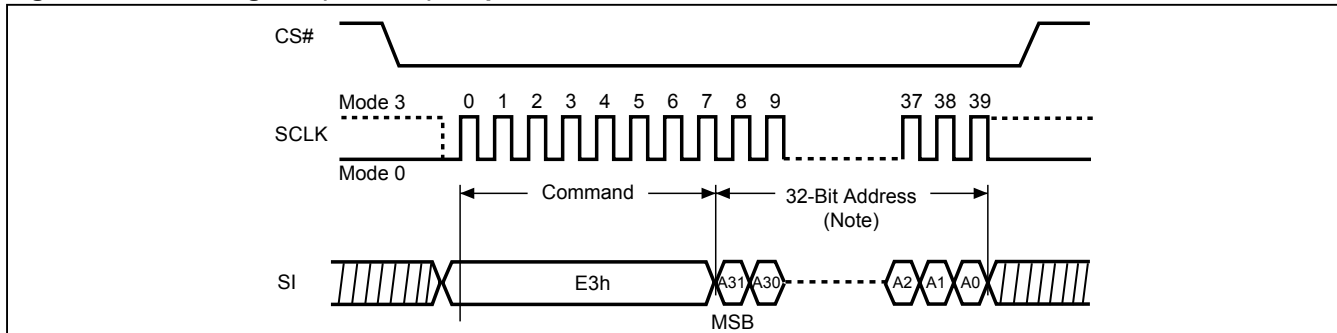 CS#
Mode 3 0 1 2 3 4 5 6 7 8 9 37 38 39
SCLK
Mode 0
Command 32-Bit Address
(Note)
SI E3h A31 A30 A2 A1 A0
MSB